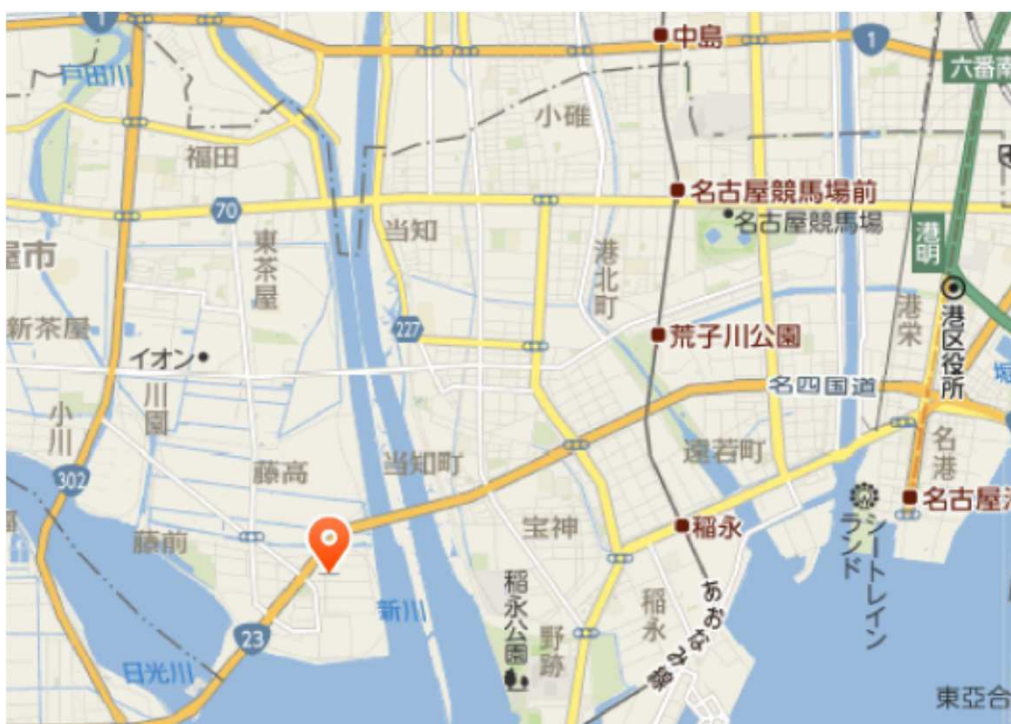 1
中島
1
六番南
戸田川
小碓
福田
70
名古屋競馬場前
名古屋競馬場
港明
屋市
東茶屋
当知
港北町
港栄
新茶屋
227
荒子川公園
港区役所
イオン
川園
名四国道
小川
302
藤高
当知町
遠若町
名港
藤前
宝神
稲永
シートレイン
ランド
新川
稲永公園
野跡
稲永
あおなみ線
23
日光川
東亞合